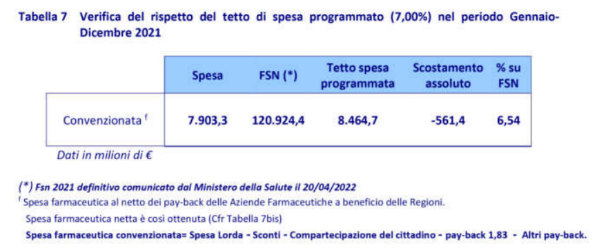 Tabella 7 Verifica del rispetto del tetto di spesa programmato (7,00%) nel periodo Gennaio-
Dicembre 2021
Spesa FSN (*) Tetto spesa programmata Scostamento assoluto % su FSN
Convenzionata f 7.903,3 120.924,4 8.464,7 -561,4 6,54
Dati in milioni di €
(*) Fsn 2021 definitivo comunicato dal Ministero della Salute il 20/04/2022
f Spesa farmaceutica al netto dei pay-back delle Aziende Farmaceutiche a beneficio delle Regioni.
Spesa farmaceutica netta è così ottenuta (Cfr Tabella 7bis)
Spesa farmaceutica convenzionata= Spesa Lorda - Sconti - Compartecipazione del cittadino - pay-back 1,83 - Altri pay-back.